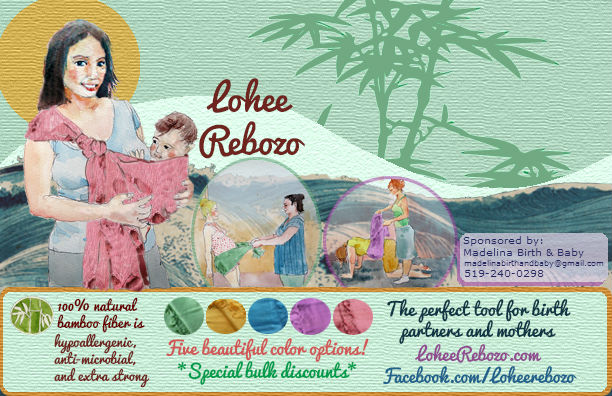 Lohee
Rebozo
Sponsored by:
Madelina Birth & Baby
madelinabirthandbaby@gmail.com
519-240-0298
100% natural
bamboo fiber is
hypoallergenic,
anti-microbial,
and extra strong
Five beautiful color options!
*Special bulk discounts*
The perfect tool for birth
partners and mothers
LoheeRebozo.com
Facebook.com/Loheerebozo